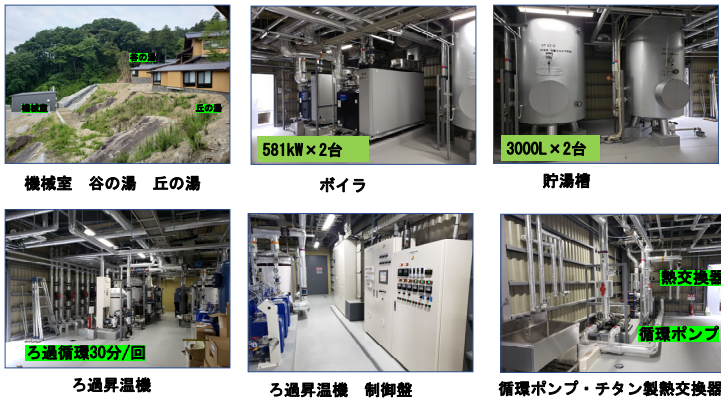 谷の湯
機械室
丘の湯
581kW×2台
3000L×2台
機械室　谷の湯　丘の湯
ボイラ
貯湯槽
ろ過循環30分/回
熱交換器
循環ポンプ
ろ過昇温機
ろ過昇温機　制御盤
循環ポンプ・チタン製熱交換器